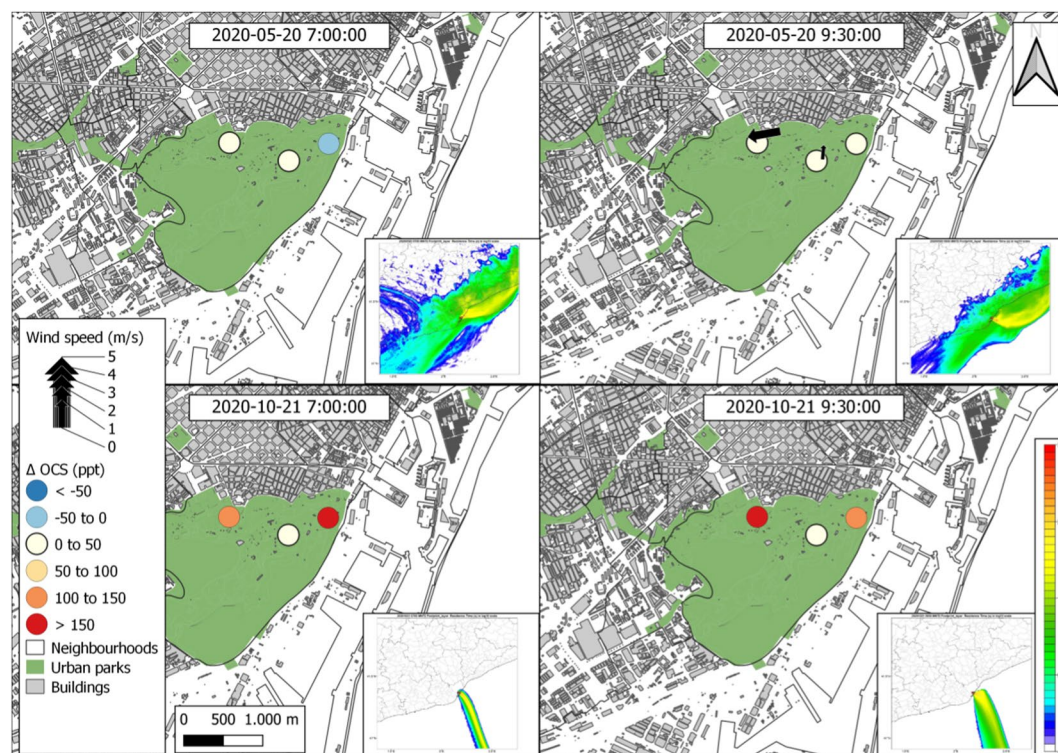 2020-05-20 7:00:00
2020-05-20 9:30:00
N
Wind speed (m/s)
5
4
3
2
1
0
Δ OCS (ppt)
< -50
-50 to 0
0 to 50
50 to 100
100 to 150
> 150
Neighbourhoods
Urban parks
Buildings
2020-10-21 7:00:00
2020-10-21 9:30:00
0 500 1.000 m